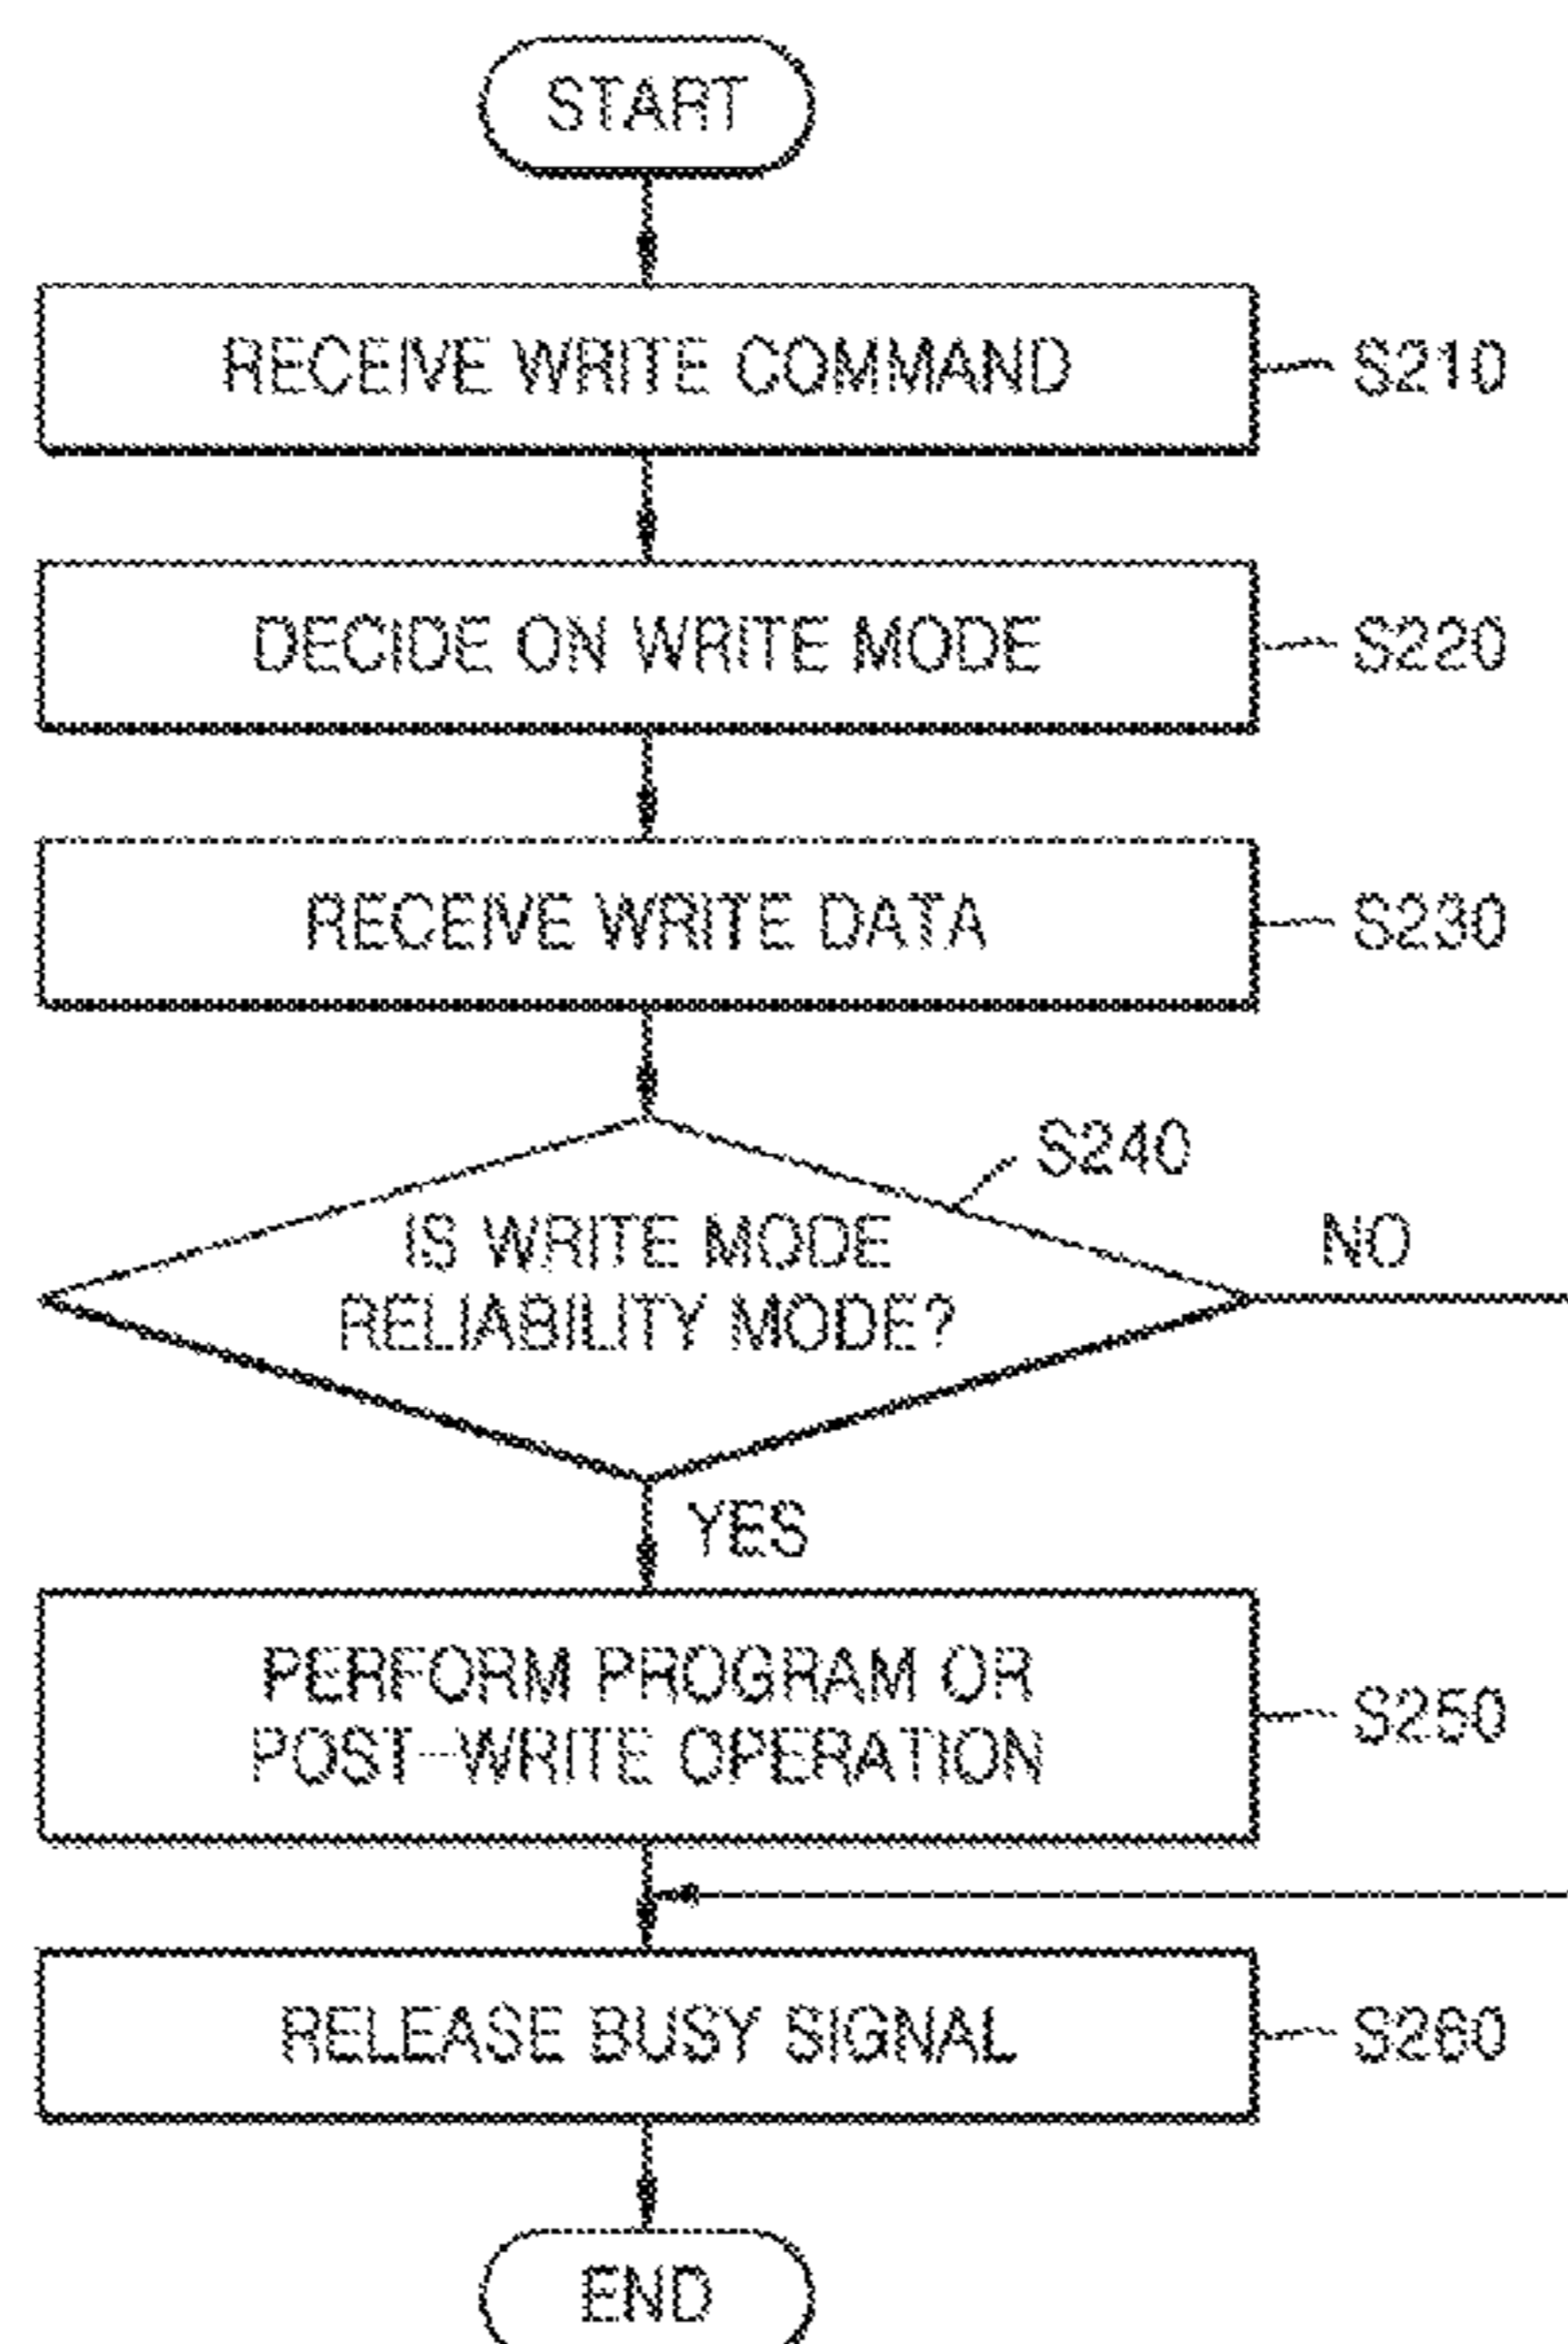 START
RECEIVE WRITE COMMAND
S210
DECIDE ON WRITE MODE
S220
RECEIVE WRITE DATA
S230
S240
IS WRITE MODE
RELIABILITY MODE?
NO
YES
PERFORM PROGRAM OR
POST-WRITE OPERATION
S250
RELEASE BUSY SIGNAL
S260
END